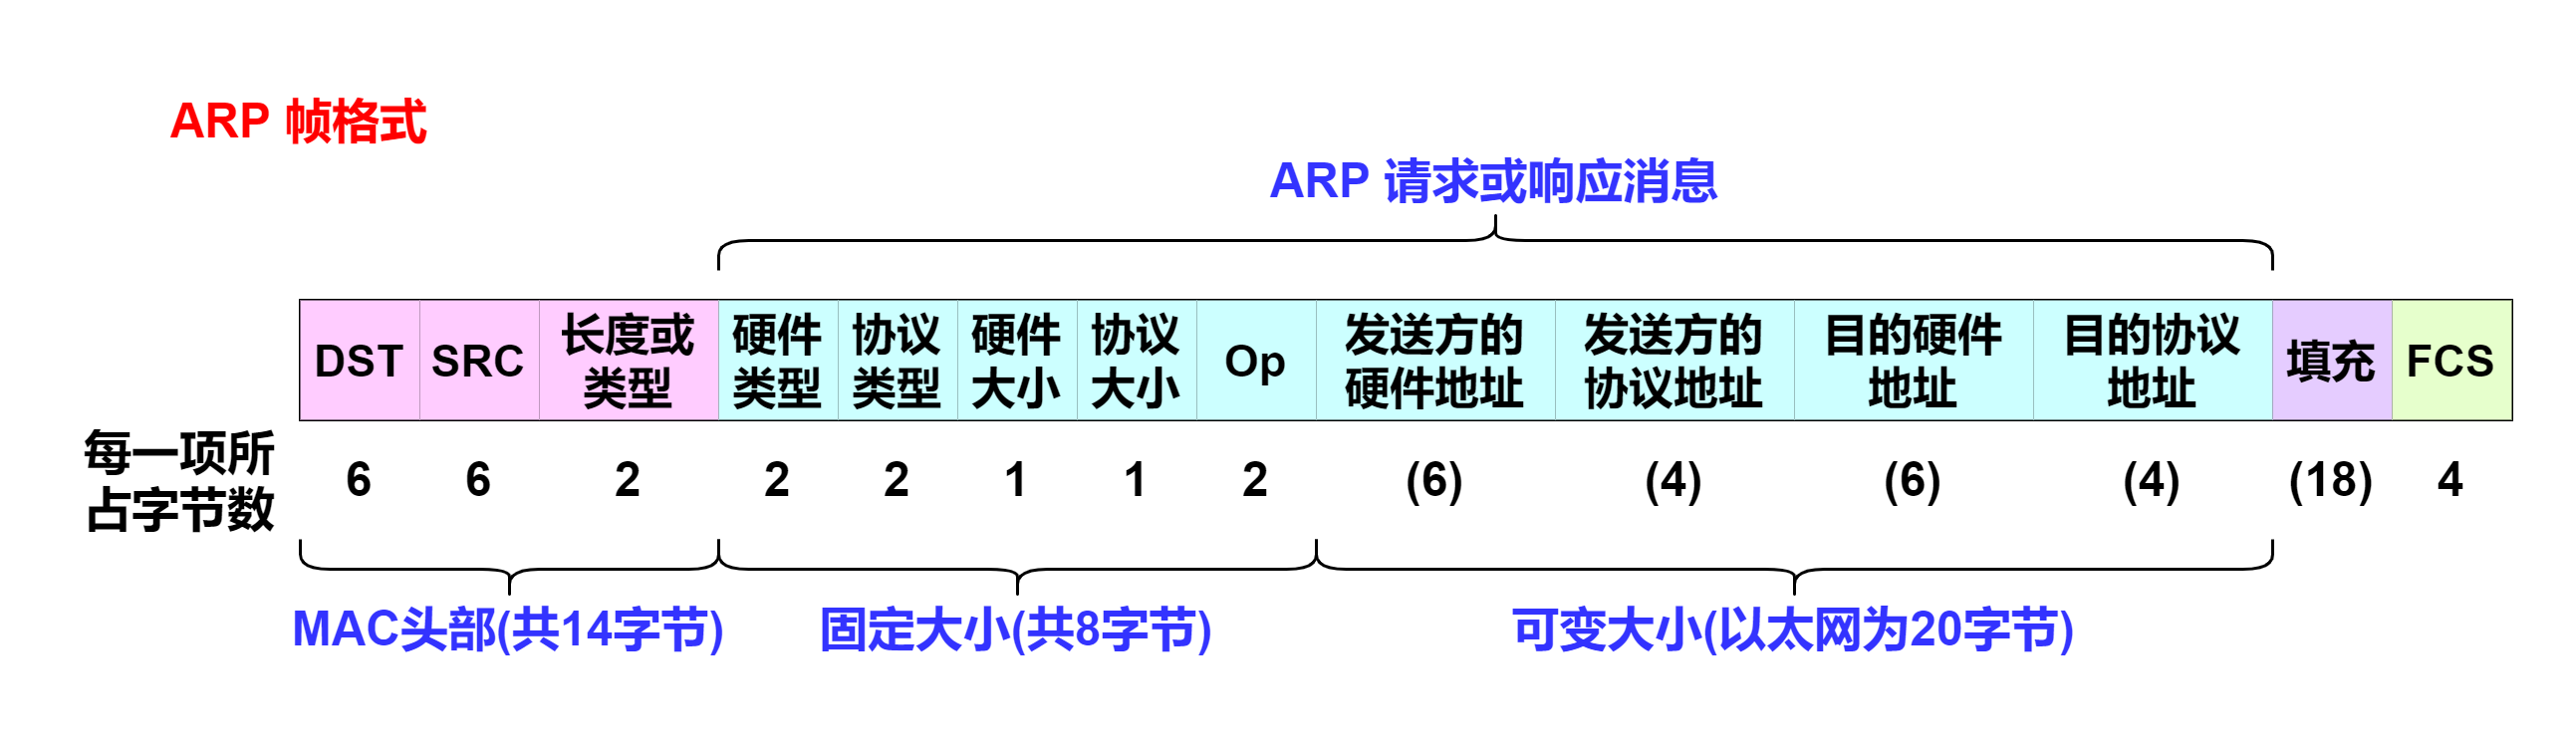 ARP 帧格式
ARP 请求或响应消息
DST
SRC
长度或
类型
硬件
类型
协议
类型
硬件
大小
协议
大小
Op
发送方的
硬件地址
发送方的
协议地址
目的硬件
地址
目的协议
地址
填充
FCS
每一项所
占字节数
6
6
2
2
2
1
1
2
(6)
(4)
(6)
(4)
(18)
4
MAC头部(共14字节)
固定大小(共8字节)
可变大小(以太网为20字节)